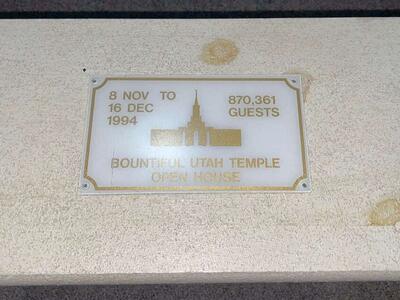 8 NOV TO
16 DEC
1994
870,361
GUESTS
BOUNTIFUL UTAH TEMPLE
OPEN HOUSE